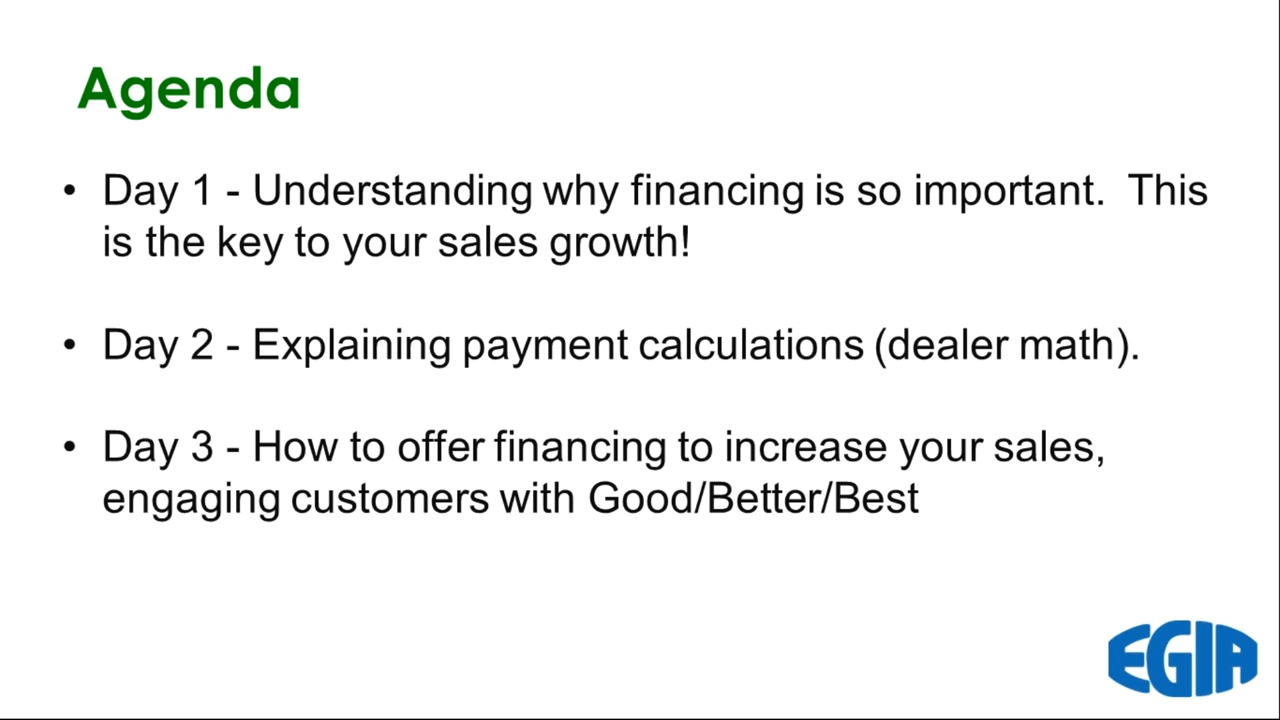 Agenda
• Day 1 - Understanding why financing is so important.  This
is the key to your sales growth!
• Day 2 - Explaining payment calculations (dealer math).
• Day 3 - How to offer financing to increase your sales,
engaging customers with Good/Better/Best
EGIA